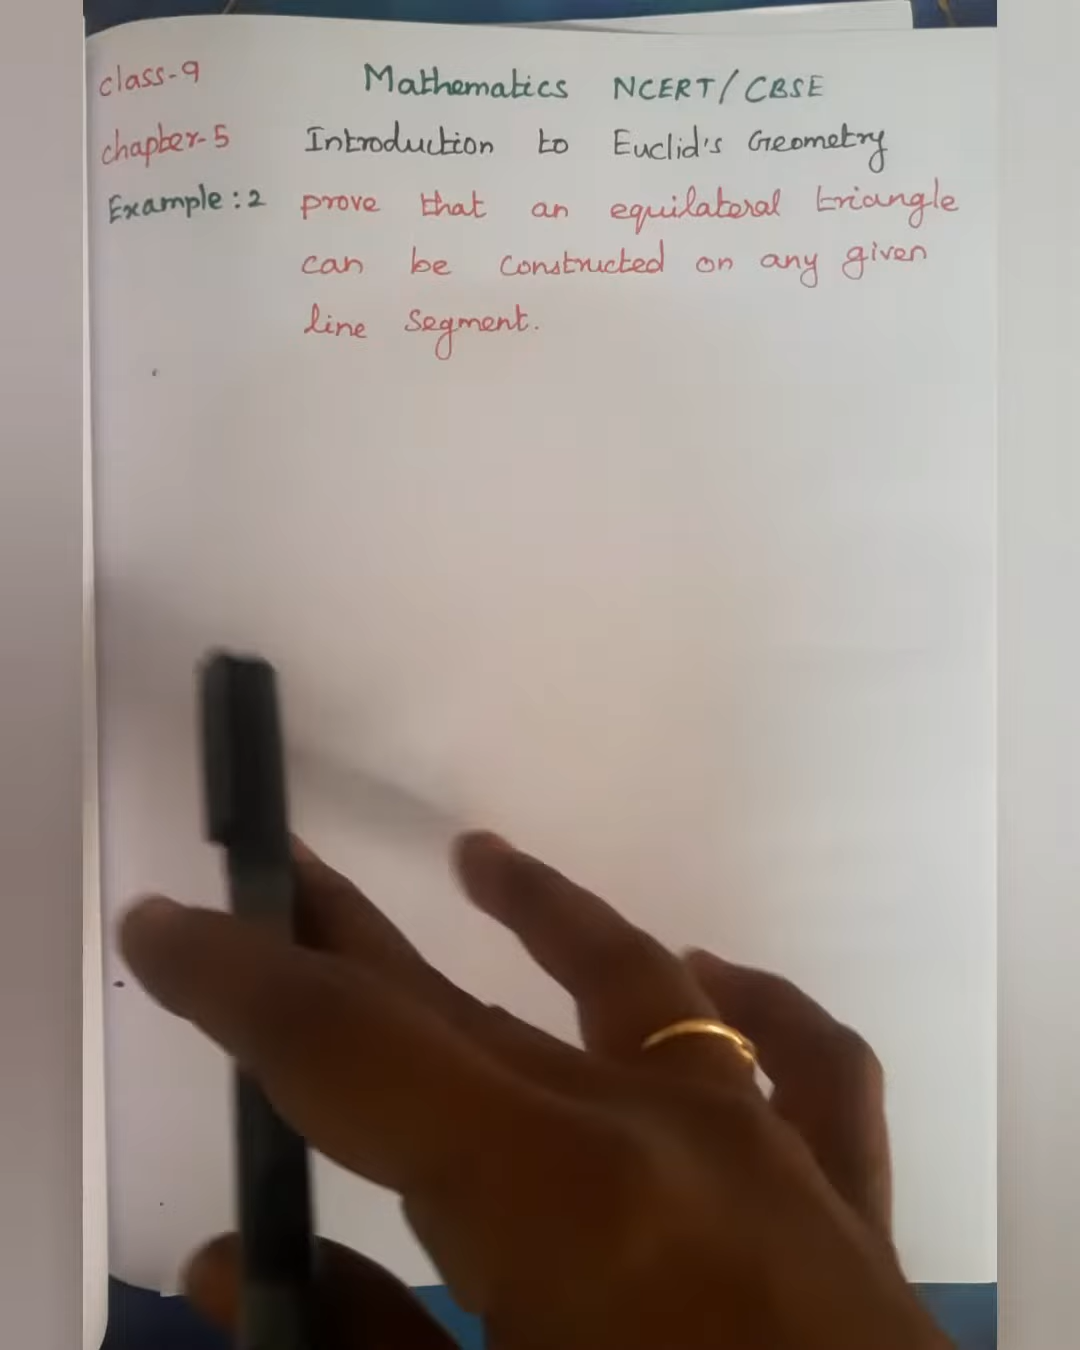 class-9 Mathematics NCERT/CBSE
chapter-5 Introduction to Euclid's Geometry
Example:2 prove that an equilateral triangle
can be constructed on any given
line segment.